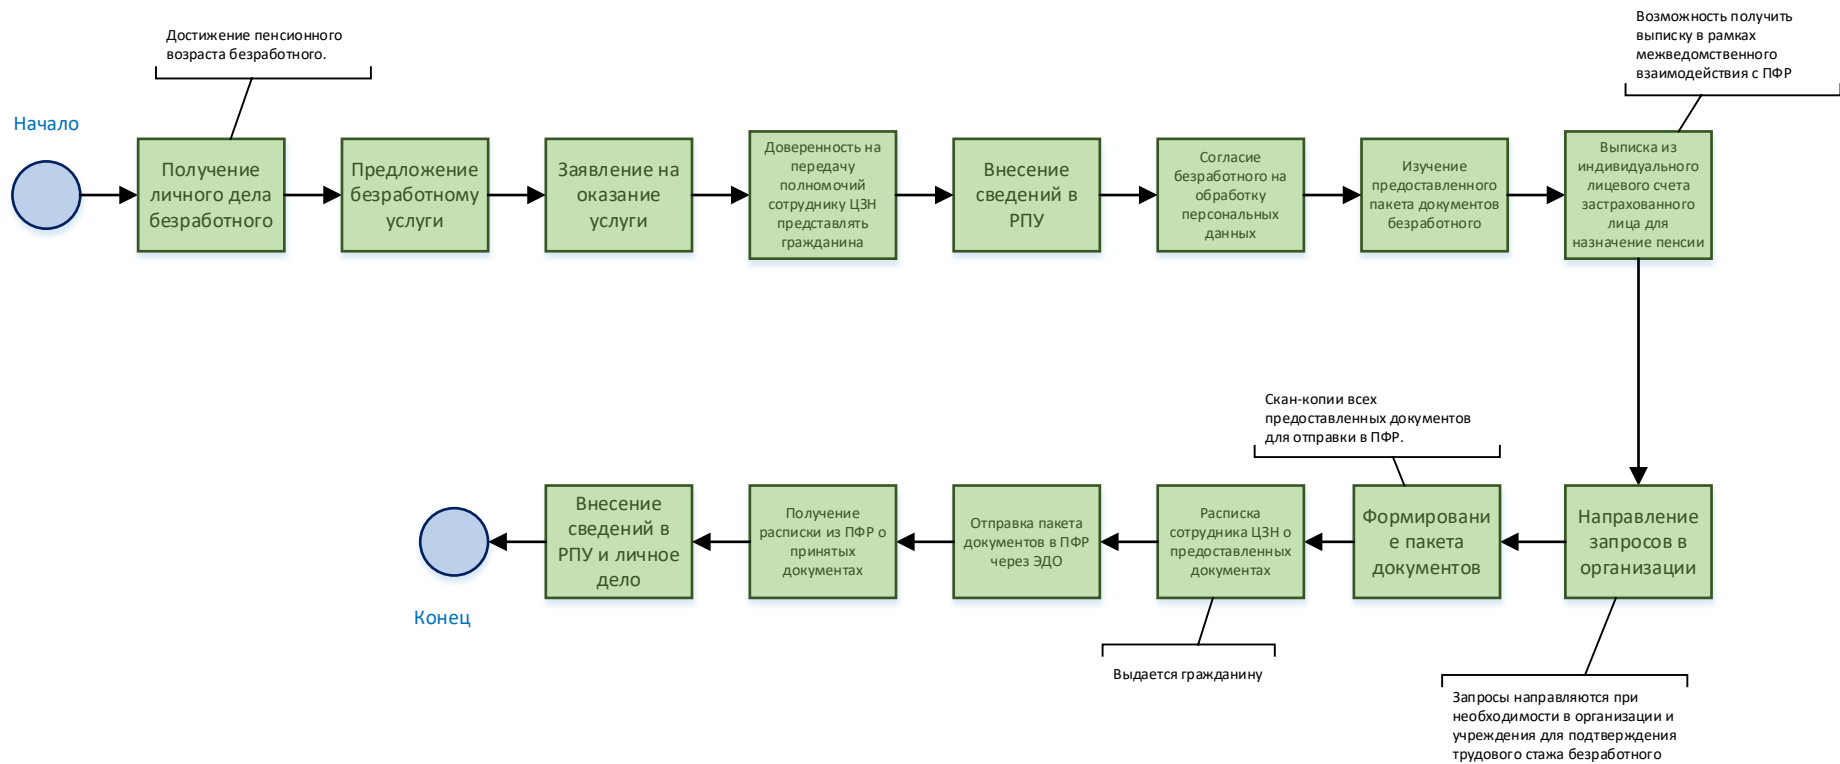 Достижение пенсионного
возраста безработного.
Возможность получить
выписку в рамках
межведомственного
взаимодействия с ПФР
Начало
Получение
личного дела
безработного
Предложение
безработному
услуги
Заявление на
оказание
услуги
Доверенность на
передачу
полномочий
сотруднику ЦЗН
представлять
гражданина
Внесение
сведений в
РПУ
Согласие
безработного на
обработку
персональных
данных
Изучение
предоставленного
пакета документов
безработного
Выписка из
индивидуального
лицевого счета
застрахованного
лица для
назначение пенсии
Скан-копии всех
предоставленных документов
для отправки в ПФР.
Внесение
сведений в
РПУ и личное
дело
Получение
расписки из ПФР о
принятых
документах
Отправка пакета
документов в ПФР
через ЭДО
Расписка
сотрудника ЦЗН о
предоставленных
документах
Формировани
е пакета
документов
Направление
запросов в
организации
Конец
Выдается гражданину
Запросы направляются при
необходимости в организации и
учреждения для подтверждения
трудового стажа безработного